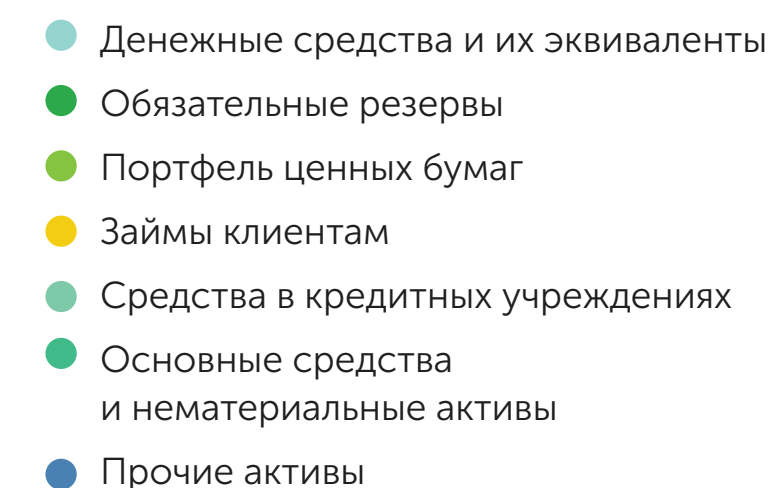 Денежные средства и их эквиваленты
Обязательные резервы
Портфель ценных бумаг
Займы клиентам
Средства в кредитных учреждениях
Основные средства
и нематериальные активы
Прочие активы